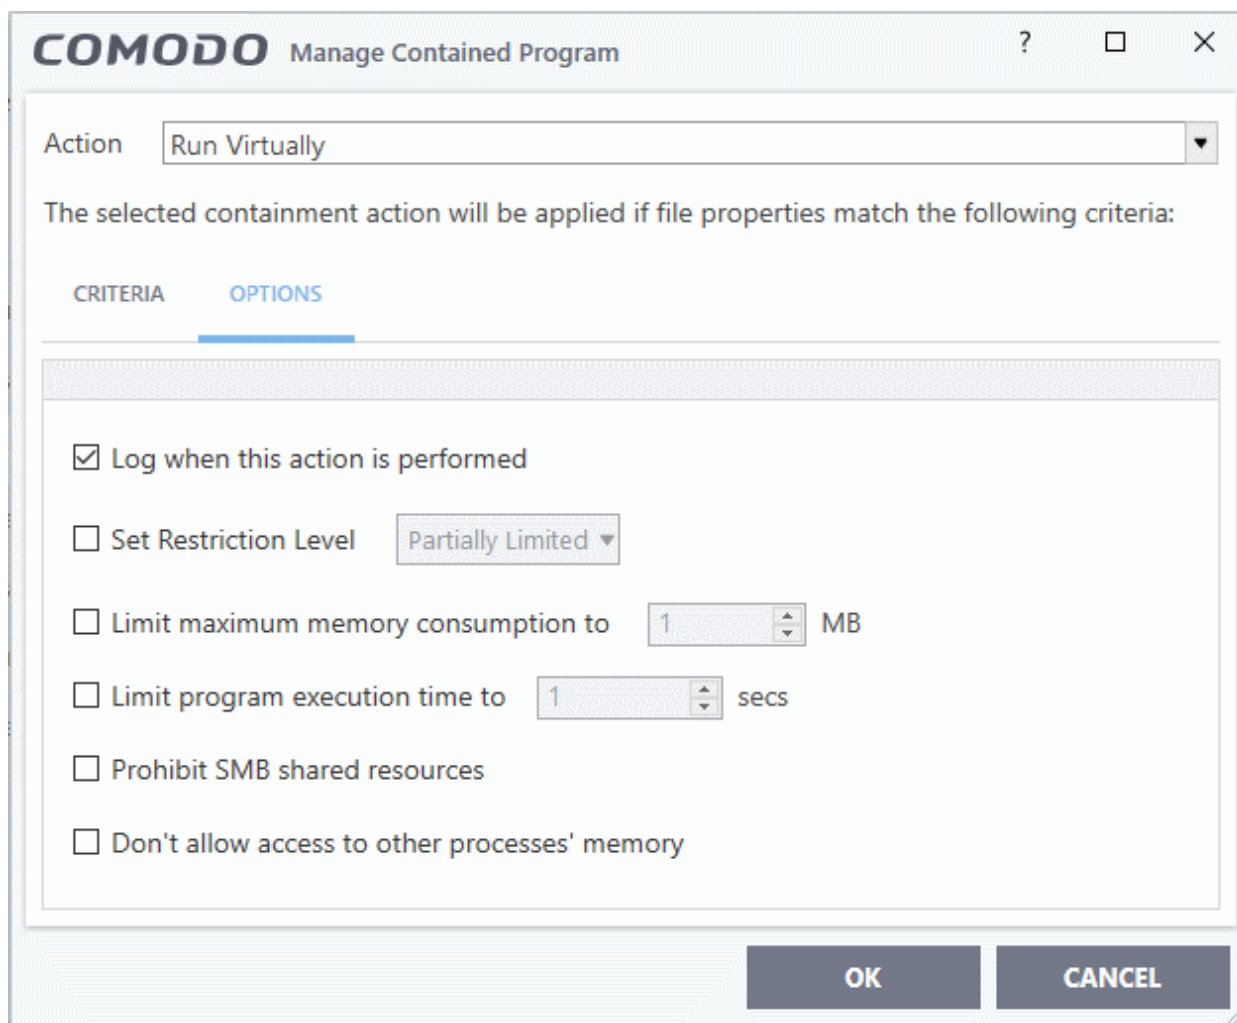 COMODO Manage Contained Program ?
Action Run Virtually
The selected containment action will be applied if file properties match the following criteria:
CRITERIA OPTIONS
Log when this action is performed
Set Restriction Level Partially Limited
Limit maximum memory consumption to 1 MB
Limit program execution time to 1 secs
Prohibit SMB shared resources
Don't allow access to other processes' memory
OK CANCEL